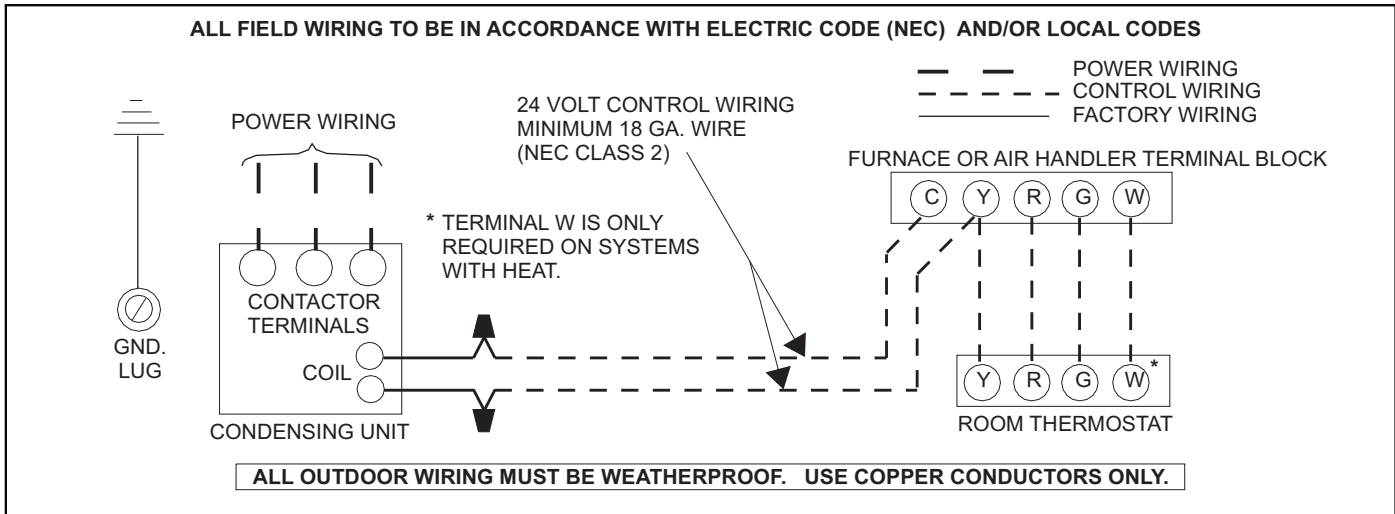 ALL FIELD WIRING TO BE IN ACCORDANCE WITH ELECTRIC CODE (NEC) AND/OR LOCAL CODES
POWER WIRING
CONTROL WIRING
FACTORY WIRING
24 VOLT CONTROL WIRING
MINIMUM 18 GA. WIRE
(NEC CLASS 2)
POWER WIRING
FURNACE OR AIR HANDLER TERMINAL BLOCK
C Y R G W
* TERMINAL W IS ONLY
REQUIRED ON SYSTEMS
WITH HEAT.
CONTACTOR
TERMINALS
GND.
LUG
COIL
Y R G W *
CONDENSING UNIT
ROOM THERMOSTAT
ALL OUTDOOR WIRING MUST BE WEATHERPROOF. USE COPPER CONDUCTORS ONLY.